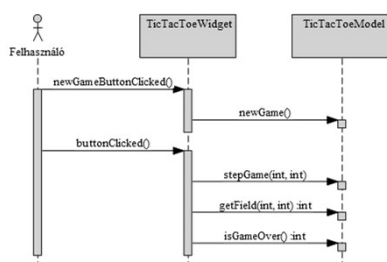 TicTacToeWidget
TicTacToeModel
Felhasználó
newGameButtonClicked()
newGame()
buttonClicked()
stepGame(int, int)
getField(int, int) :int
isGameOver() :int